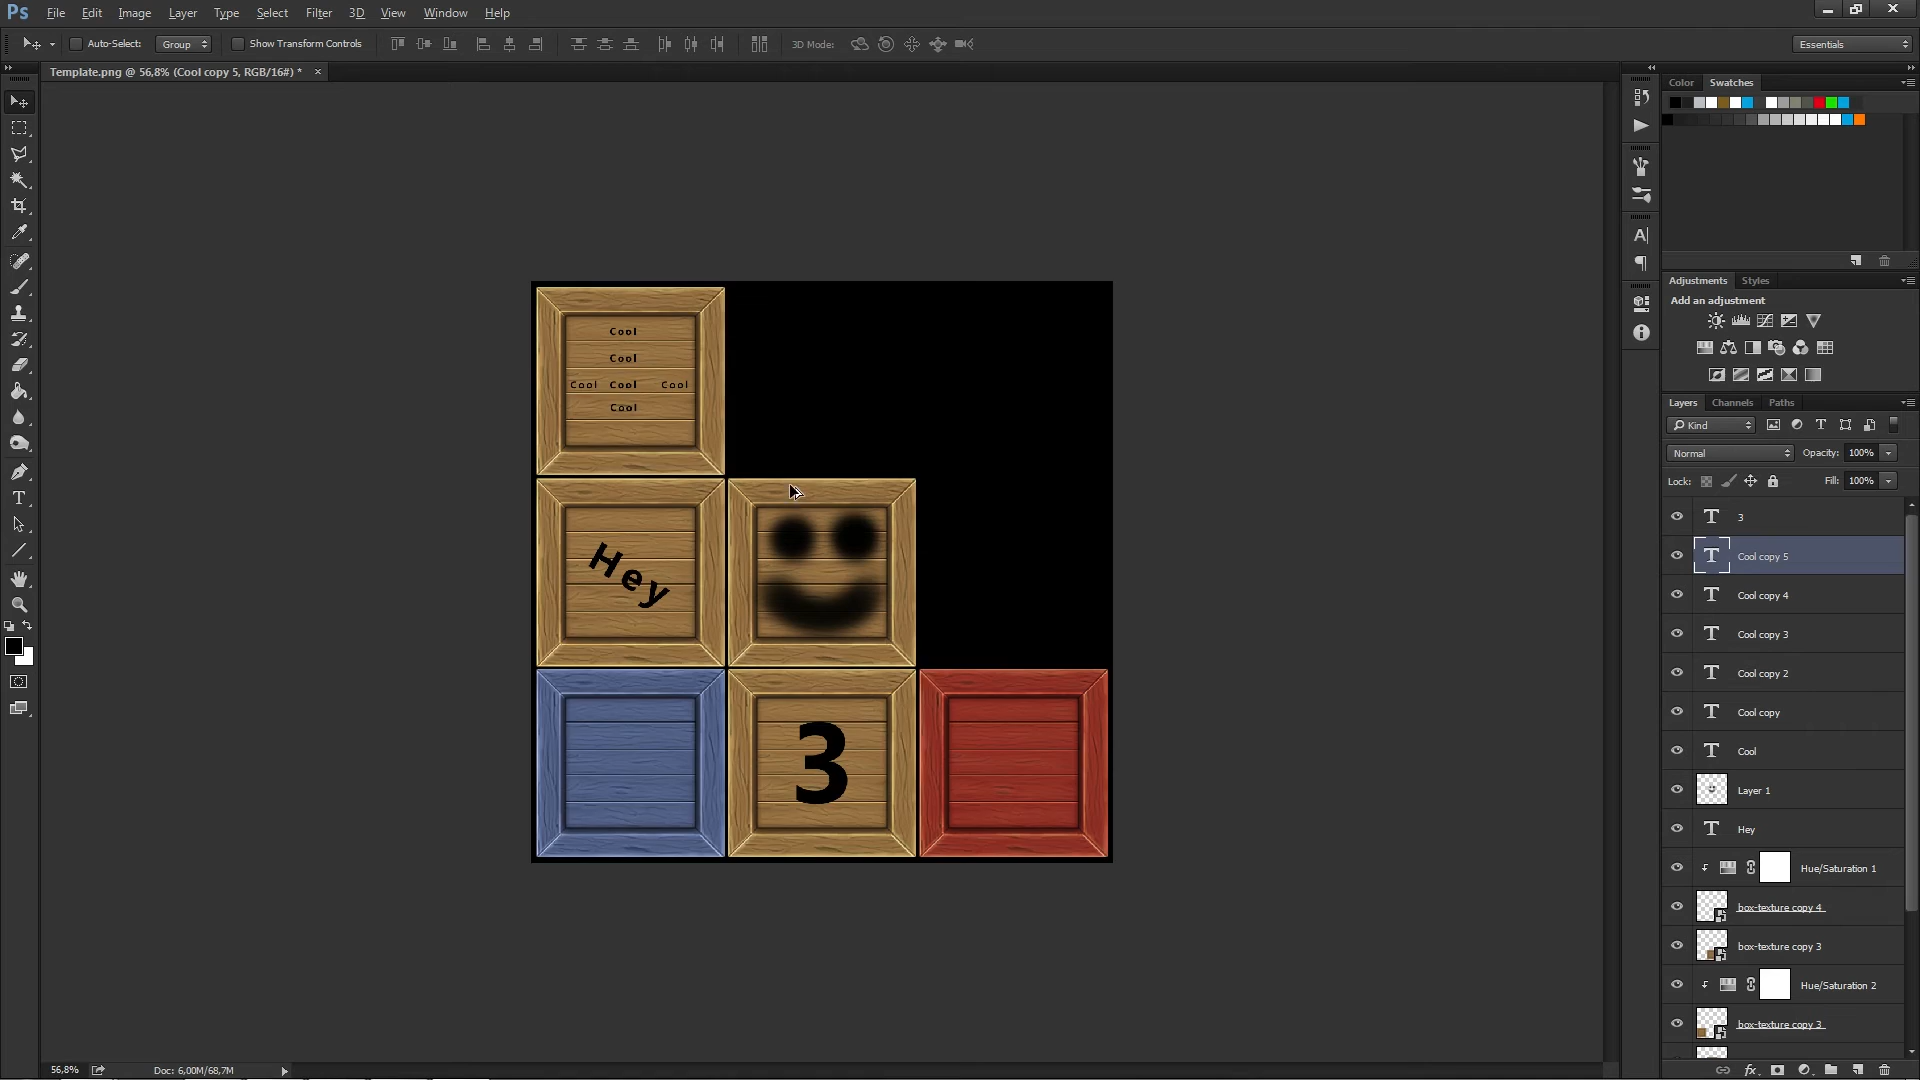 Ps File Edit Image Layer Type Select Filter 3D View Window Help
Auto-Select: Group Show Transform Controls 3D Mode: Essentials
Template.png @ 56,8% (Cool copy 5, RGB/16#) * ×
Color Swatches
Adjustments Styles
Add an adjustment
Layers Channels Paths
Kind
Normal Opacity: 100%
Lock: Fill: 100%
3
Cool copy 5
Cool copy 4
Cool copy 3
Cool copy 2
Cool copy
Cool
Layer 1
Hey
Hue/Saturation 1
box-texture copy 4
box-texture copy 3
Hue/Saturation 2
box-texture copy 3
Cool
Cool
Cool Cool Cool
Cool
Hey
3
56,8% Doc: 6,00M/68,7M